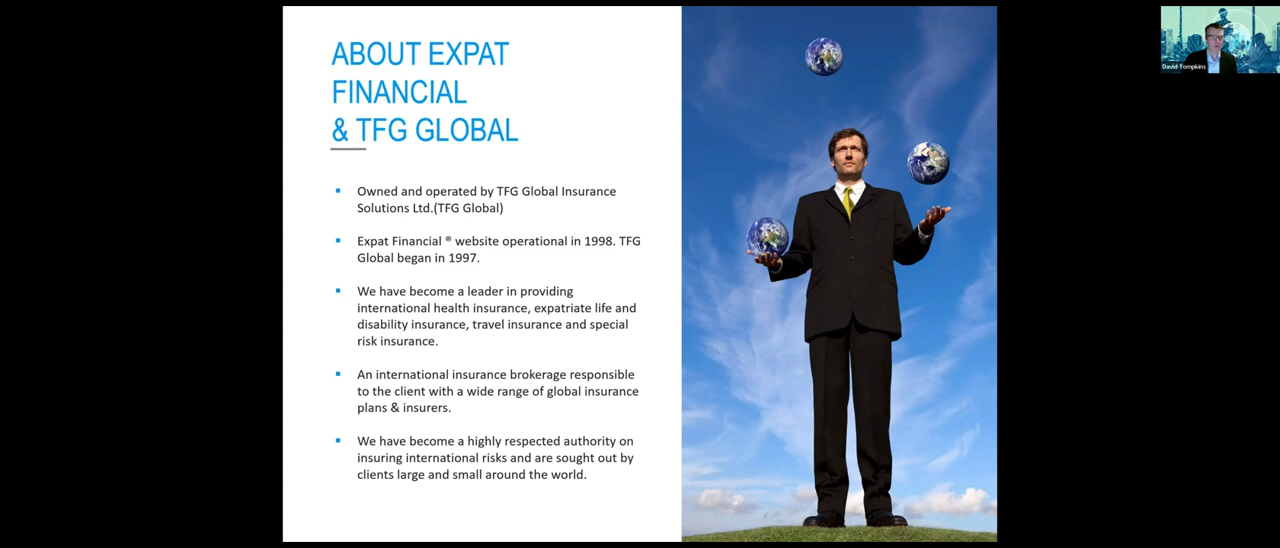 ABOUT EXPAT
FINANCIAL
& TFG GLOBAL
Owned and operated by TFG Global Insurance
Solutions Ltd.(TFG Global)
Expat Financial ® website operational in 1998. TFG
Global began in 1997.
We have become a leader in providing
international health insurance, expatriate life and
disability insurance, travel insurance and special
risk insurance.
An international insurance brokerage responsible
to the client with a wide range of global insurance
plans & insurers.
We have become a highly respected authority on
insuring international risks and are sought out by
clients large and small around the world.
David Tompkins